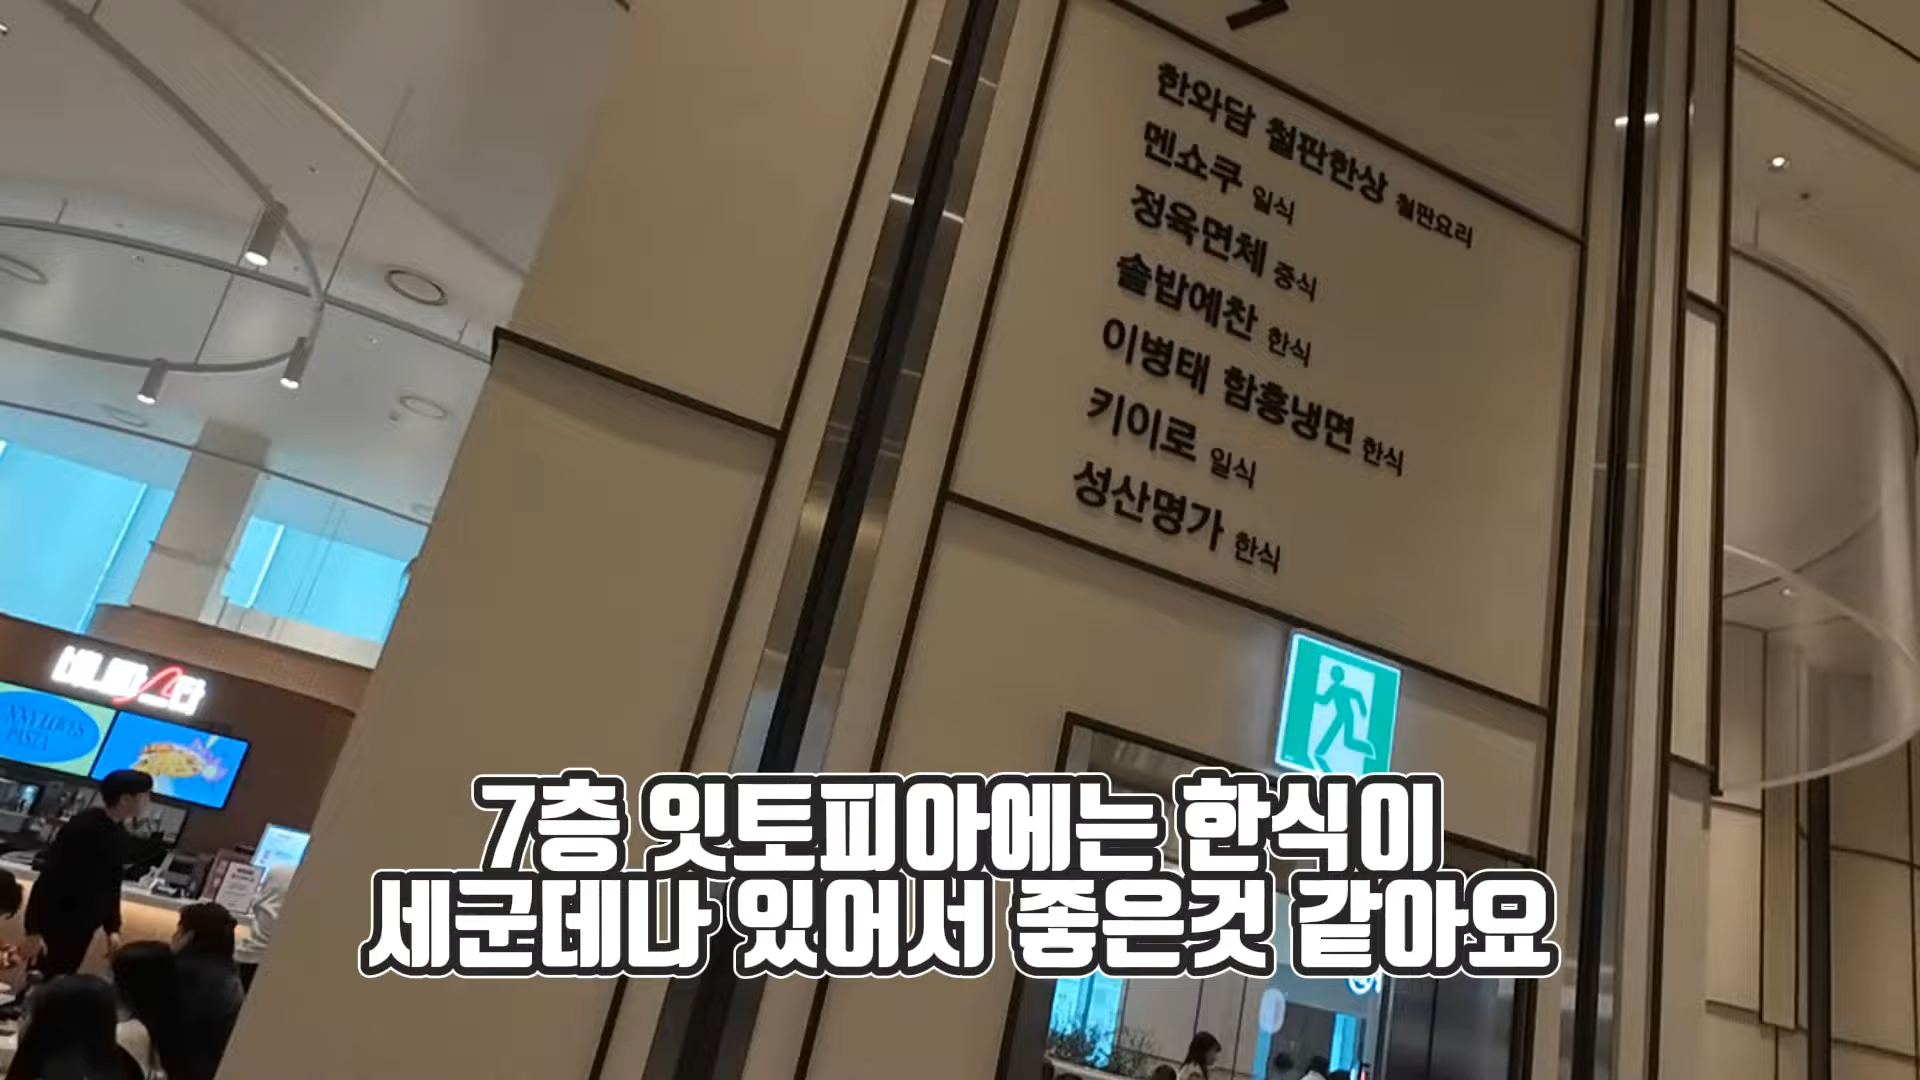 한와담 철판한상 철판요리
멘쇼쿠 일식
정육면체 중식
솔밥예찬 한식
이병태 함흥냉면 한식
키이로 일식
성산명가 한식
PASTA
7층 잇토피아에는 한식이
세군데나 있어서 좋은것 같아요